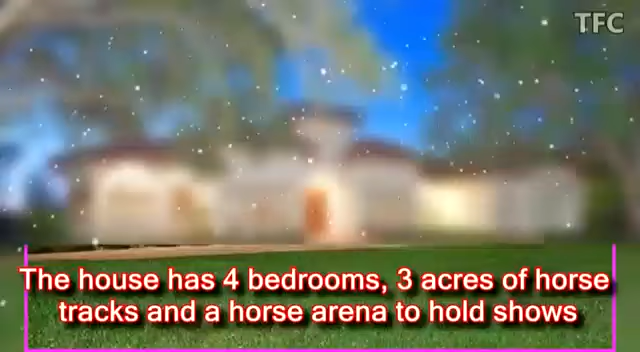 TFC
The house has 4 bedrooms, 3 acres of horse
tracks and a horse arena to hold shows